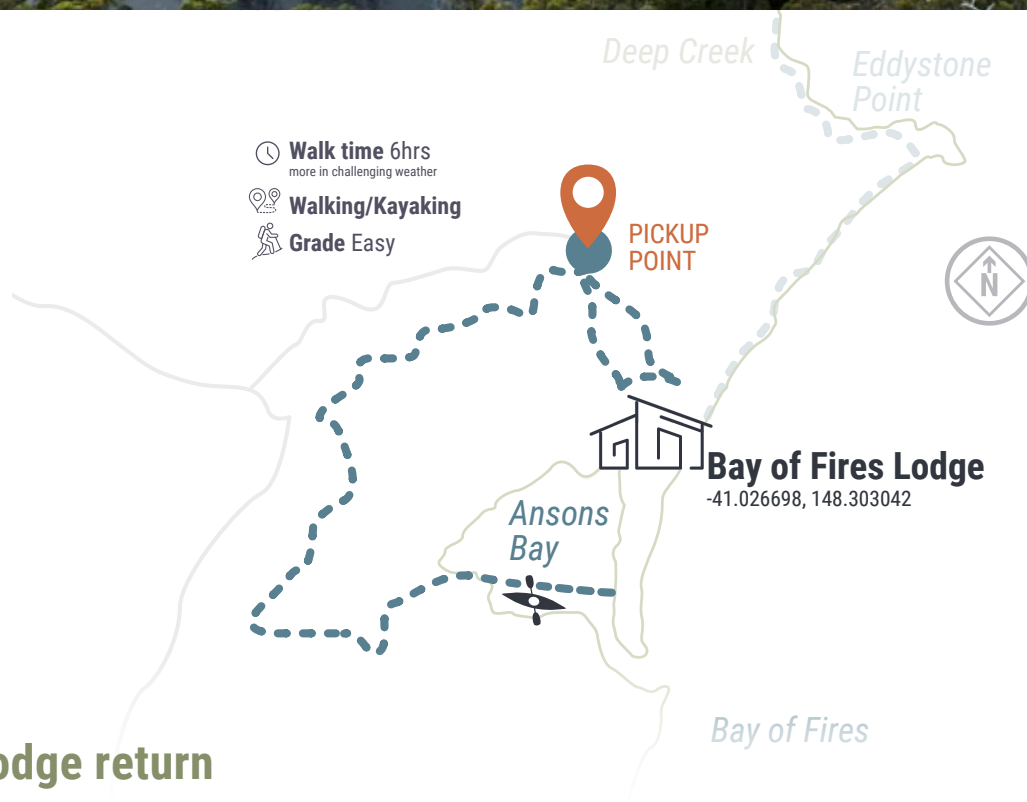 Deep Creek
Eddystone
Point
Walk time 6hrs
more in challenging weather
Walking/Kayaking
Grade Easy
PICKUP
POINT
N
Bay of Fires Lodge
-41.026698, 148.303042
Ansons
Bay
Bay of Fires
odge return